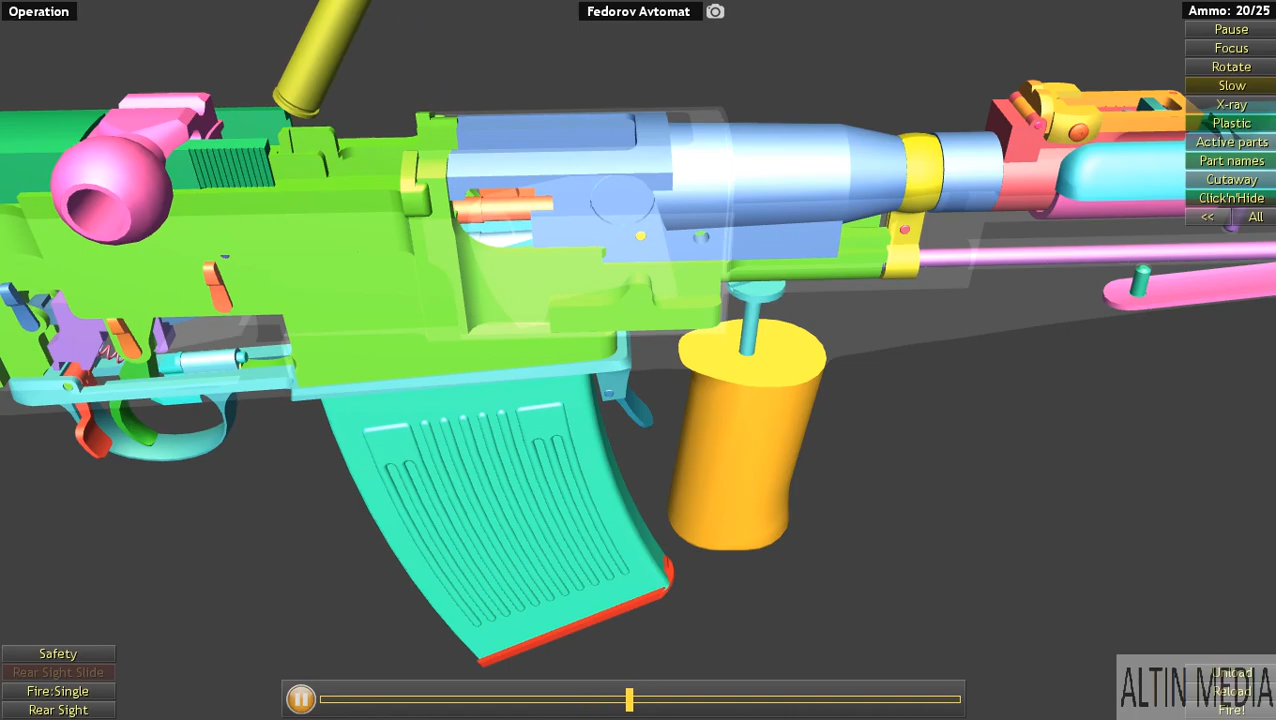 Operation
Fedorov Avtomat
Ammo: 20/25
Pause
Focus
Rotate
Slow
X-ray
Plastic
Active parts
Part names
Cutaway
Click'n'Hide
<< All
Safety
Rear Sight Slide
Fire:Single
Rear Sight
Unload
Reload
Fire!
ALTIN MEDIA